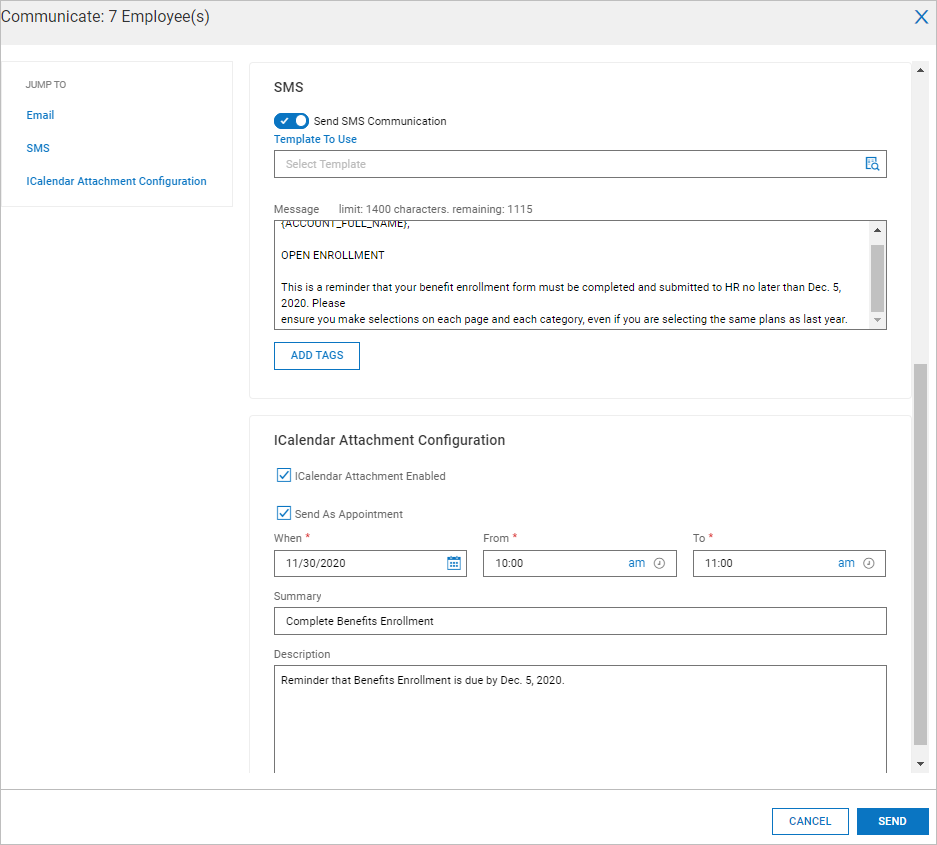 Communicate: 7 Employee(s)
JUMP TO
Email
SMS
ICalendar Attachment Configuration
SMS
Send SMS Communication
Template To Use
Select Template
Message limit: 1400 characters. remaining: 1115
{ACCOUNT_FULL_NAME},
OPEN ENROLLMENT
This is a reminder that your benefit enrollment form must be completed and submitted to HR no later than Dec. 5,
2020. Please
ensure you make selections on each page and each category, even if you are selecting the same plans as last year.
ADD TAGS
ICalendar Attachment Configuration
ICalendar Attachment Enabled
Send As Appointment
When * From * To *
11/30/2020 10:00 am 11:00 am
Summary
Complete Benefits Enrollment
Description
Reminder that Benefits Enrollment is due by Dec. 5, 2020.
CANCEL SEND